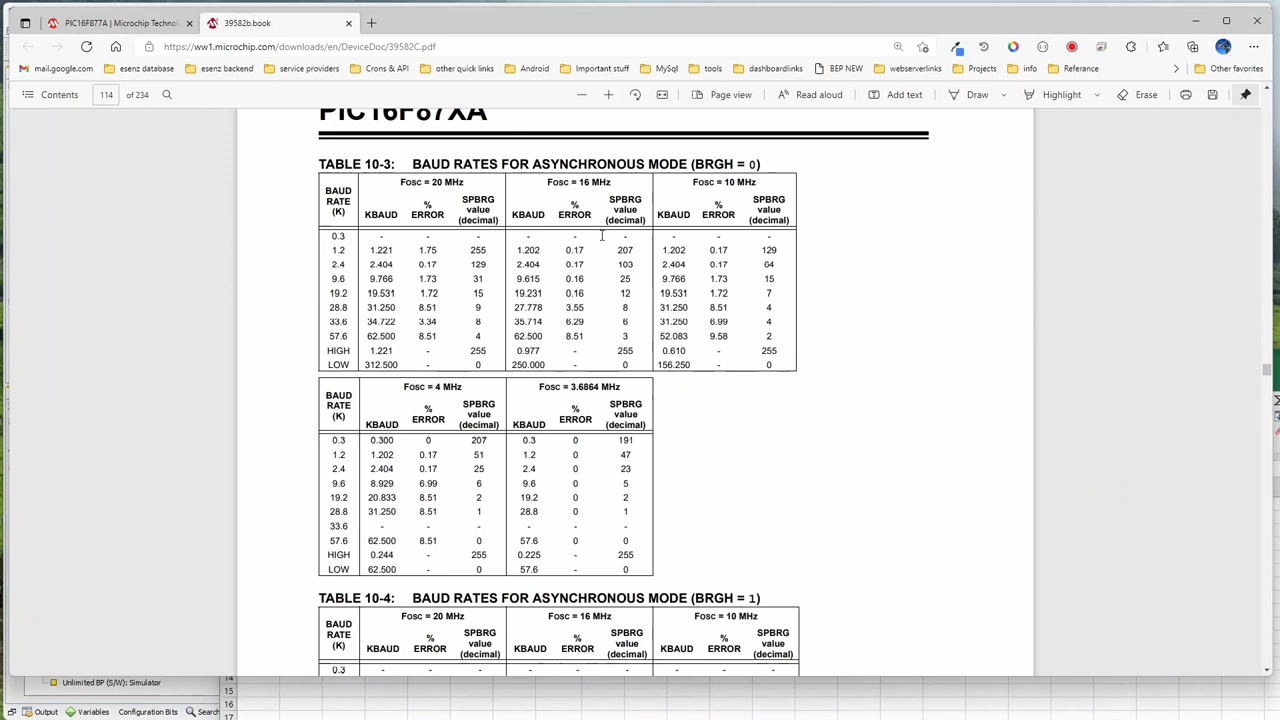 PIC16F877A | Microchip Technol
39582b.book
https://ww1.microchip.com/downloads/en/DeviceDoc/39582C.pdf
mail.google.com esenz database esenz backend service providers Crons & API other quick links Android Important stuff MySql tools dashboardlinks BEP NEW webserverlinks Projects info Refarance Other favorites
Contents 114 of 234 Page view Read aloud Add text Draw Highlight Erase
PIC16F87XA
TABLE 10-3: BAUD RATES FOR ASYNCHRONOUS MODE (BRGH = 0)
BAUD RATE (K) FOSC = 20 MHz FOSC = 16 MHz FOSC = 10 MHz
KBAUD % ERROR SPBRG value (decimal) KBAUD % ERROR SPBRG value (decimal) KBAUD % ERROR SPBRG value (decimal)
0.3 - - - - - - - - -
1.2 1.221 1.75 255 1.202 0.17 207 1.202 0.17 129
2.4 2.404 0.17 129 2.404 0.17 103 2.404 0.17 64
9.6 9.766 1.73 31 9.615 0.16 25 9.766 1.73 15
19.2 19.531 1.72 15 19.231 0.16 12 19.531 1.72 7
28.8 31.250 8.51 9 27.778 3.55 8 31.250 8.51 4
33.6 34.722 3.34 8 35.714 6.29 6 31.250 6.99 4
57.6 62.500 8.51 4 62.500 8.51 3 52.083 9.58 2
HIGH 1.221 - 255 0.977 - 255 0.610 - 255
LOW 312.500 - 0 250.000 - 0 156.250 - 0
BAUD RATE (K) FOSC = 4 MHz FOSC = 3.6864 MHz
KBAUD % ERROR SPBRG value (decimal) KBAUD % ERROR SPBRG value (decimal)
0.3 0.300 0 207 0.3 0 191
1.2 1.202 0.17 51 1.2 0 47
2.4 2.404 0.17 25 2.4 0 23
9.6 8.929 6.99 6 9.6 0 5
19.2 20.833 8.51 2 19.2 0 2
28.8 31.250 8.51 1 28.8 0 1
33.6 - - - - - -
57.6 62.500 8.51 0 57.6 0 0
HIGH 0.244 - 255 0.225 - 255
LOW 62.500 - 0 57.6 - 0
TABLE 10-4: BAUD RATES FOR ASYNCHRONOUS MODE (BRGH = 1)
BAUD RATE (K) FOSC = 20 MHz FOSC = 16 MHz FOSC = 10 MHz
KBAUD % ERROR SPBRG value (decimal) KBAUD % ERROR SPBRG value (decimal) KBAUD % ERROR SPBRG value (decimal)
0.3 - - - - - - - - -
Unlimited BP (S/W): Simulator
14
15
16
17
Output Variables Configuration Bits Search